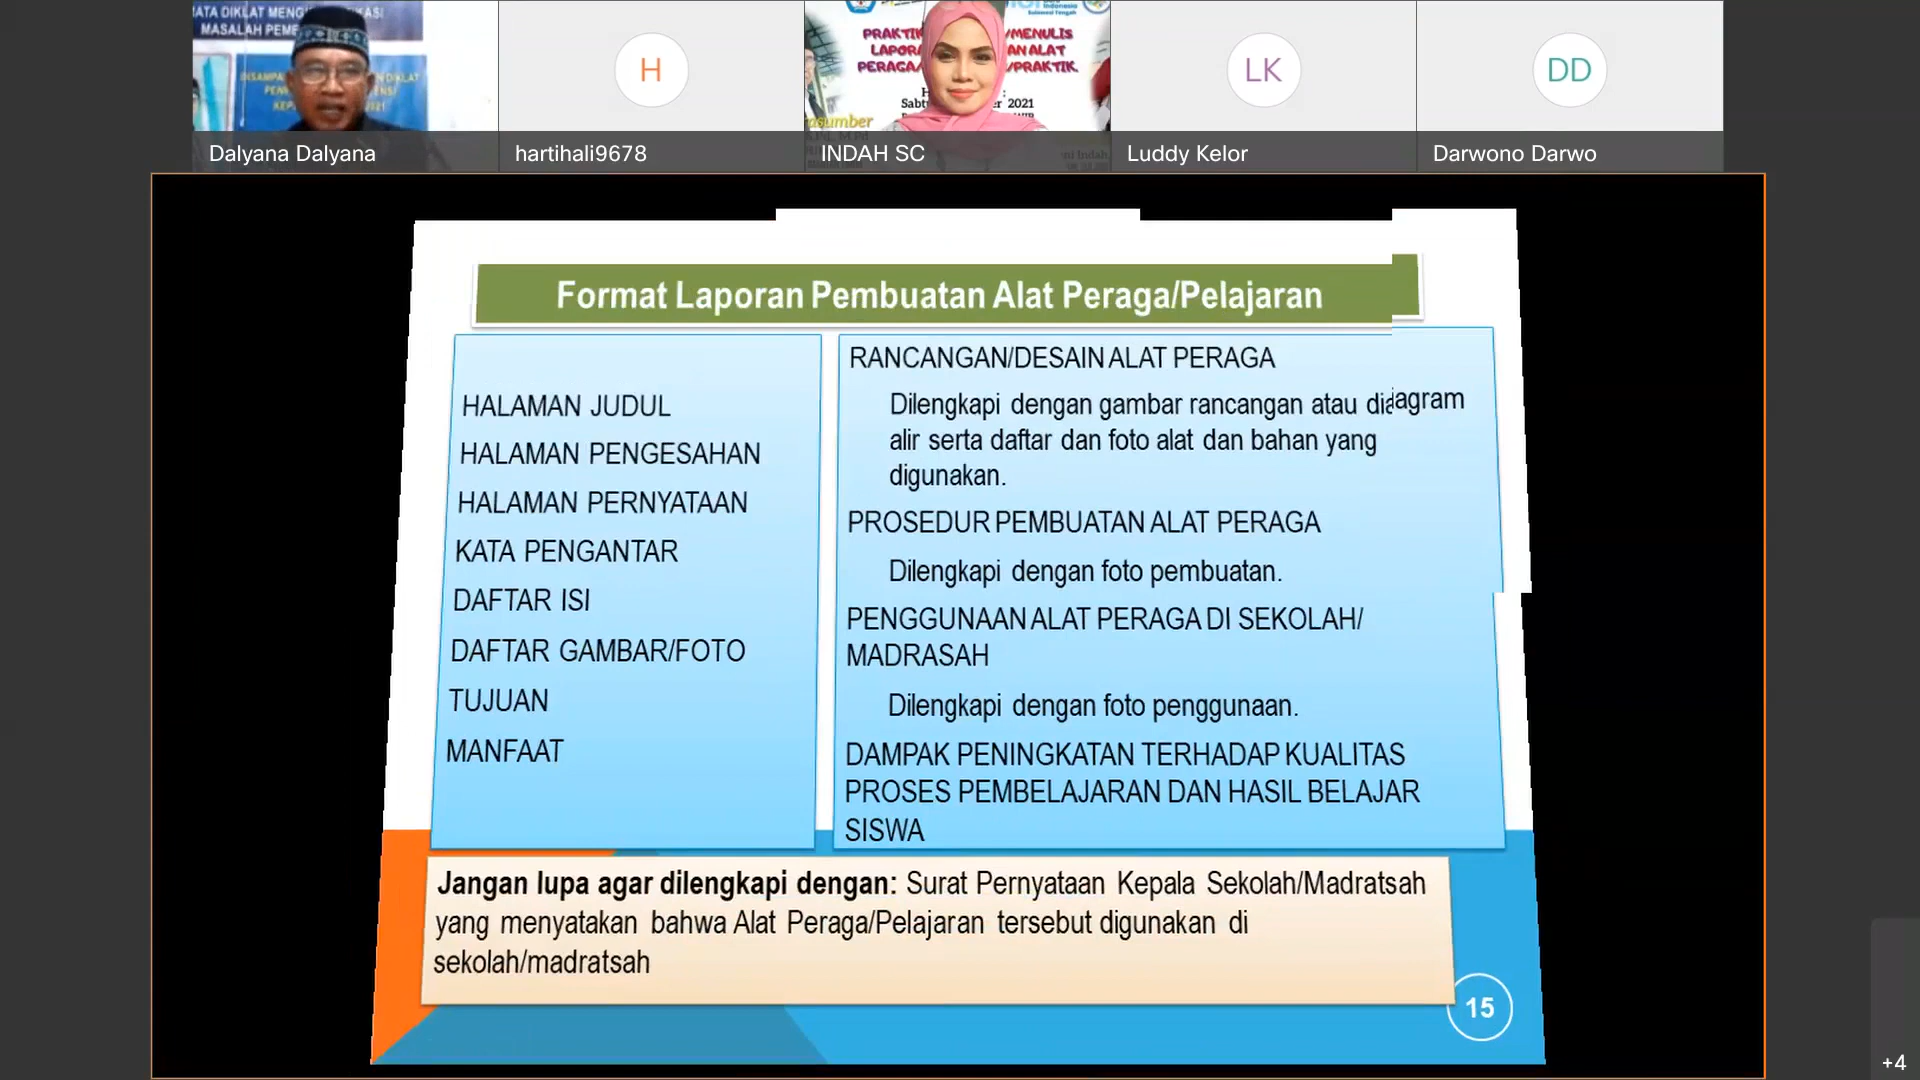 MASALAH
H
PERAGA/
/PRAKTIK.
2021
LK
DD
Dalyana Dalyana
hartihali9678
INDAH SC
Luddy Kelor
Darwono Darwo
Format Laporan Pembuatan Alat Peraga/Pelajaran
HALAMAN JUDUL
HALAMAN PENGESAHAN
HALAMAN PERNYATAAN
KATA PENGANTAR
DAFTAR ISI
DAFTAR GAMBAR/FOTO
TUJUAN
MANFAAT
RANCANGAN/DESAIN ALAT PERAGA
Dilengkapi dengan gambar rancangan atau diagram
alir serta daftar dan foto alat dan bahan yang
digunakan.
PROSEDUR PEMBUATAN ALAT PERAGA
Dilengkapi dengan foto pembuatan.
PENGGUNAAN ALAT PERAGA DI SEKOLAH/
MADRASAH
Dilengkapi dengan foto penggunaan.
DAMPAK PENINGKATAN TERHADAP KUALITAS
PROSES PEMBELAJARAN DAN HASIL BELAJAR
SISWA
Jangan lupa agar dilengkapi dengan: Surat Pernyataan Kepala Sekolah/Madratsah
yang menyatakan bahwa Alat Peraga/Pelajaran tersebut digunakan di
sekolah/madratsah
15
+4